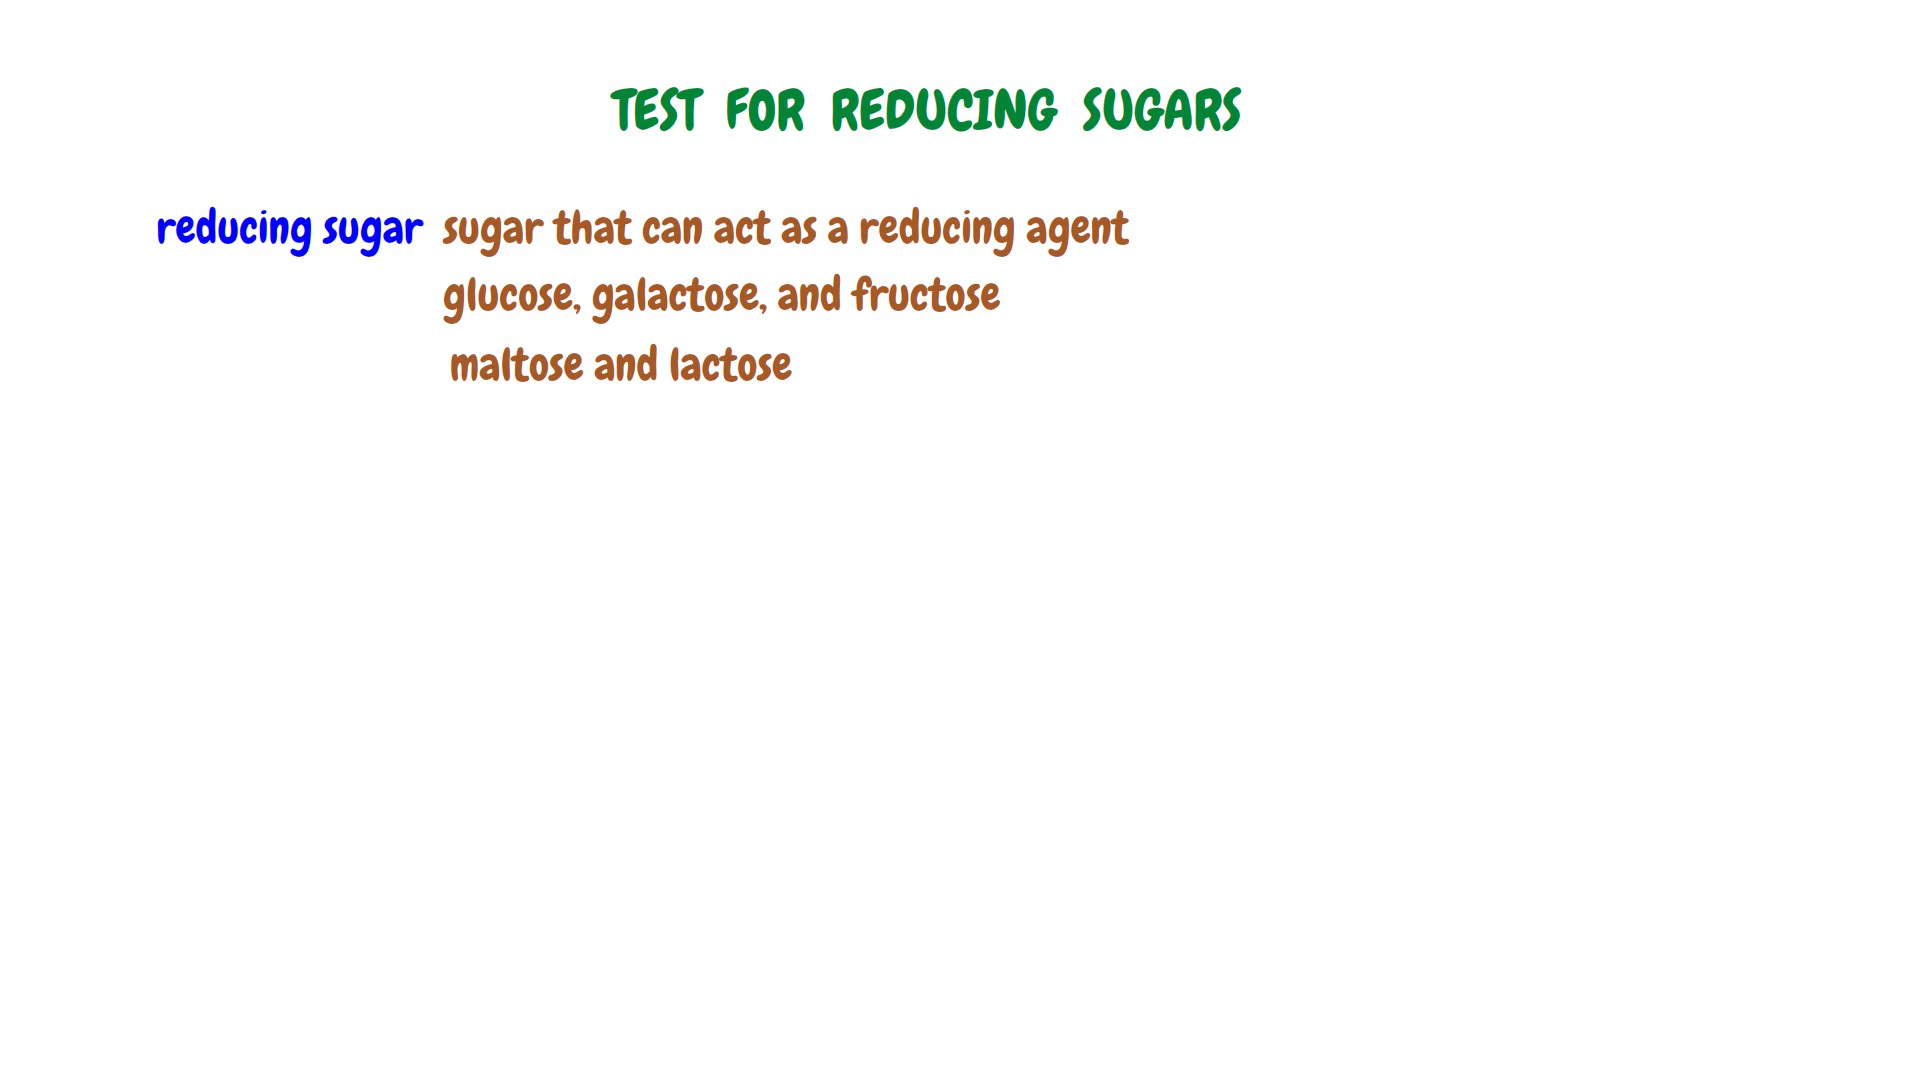 TEST FOR REDUCING SUGARS
reducing sugar sugar that can act as a reducing agent
glucose, galactose, and fructose
maltose and lactose